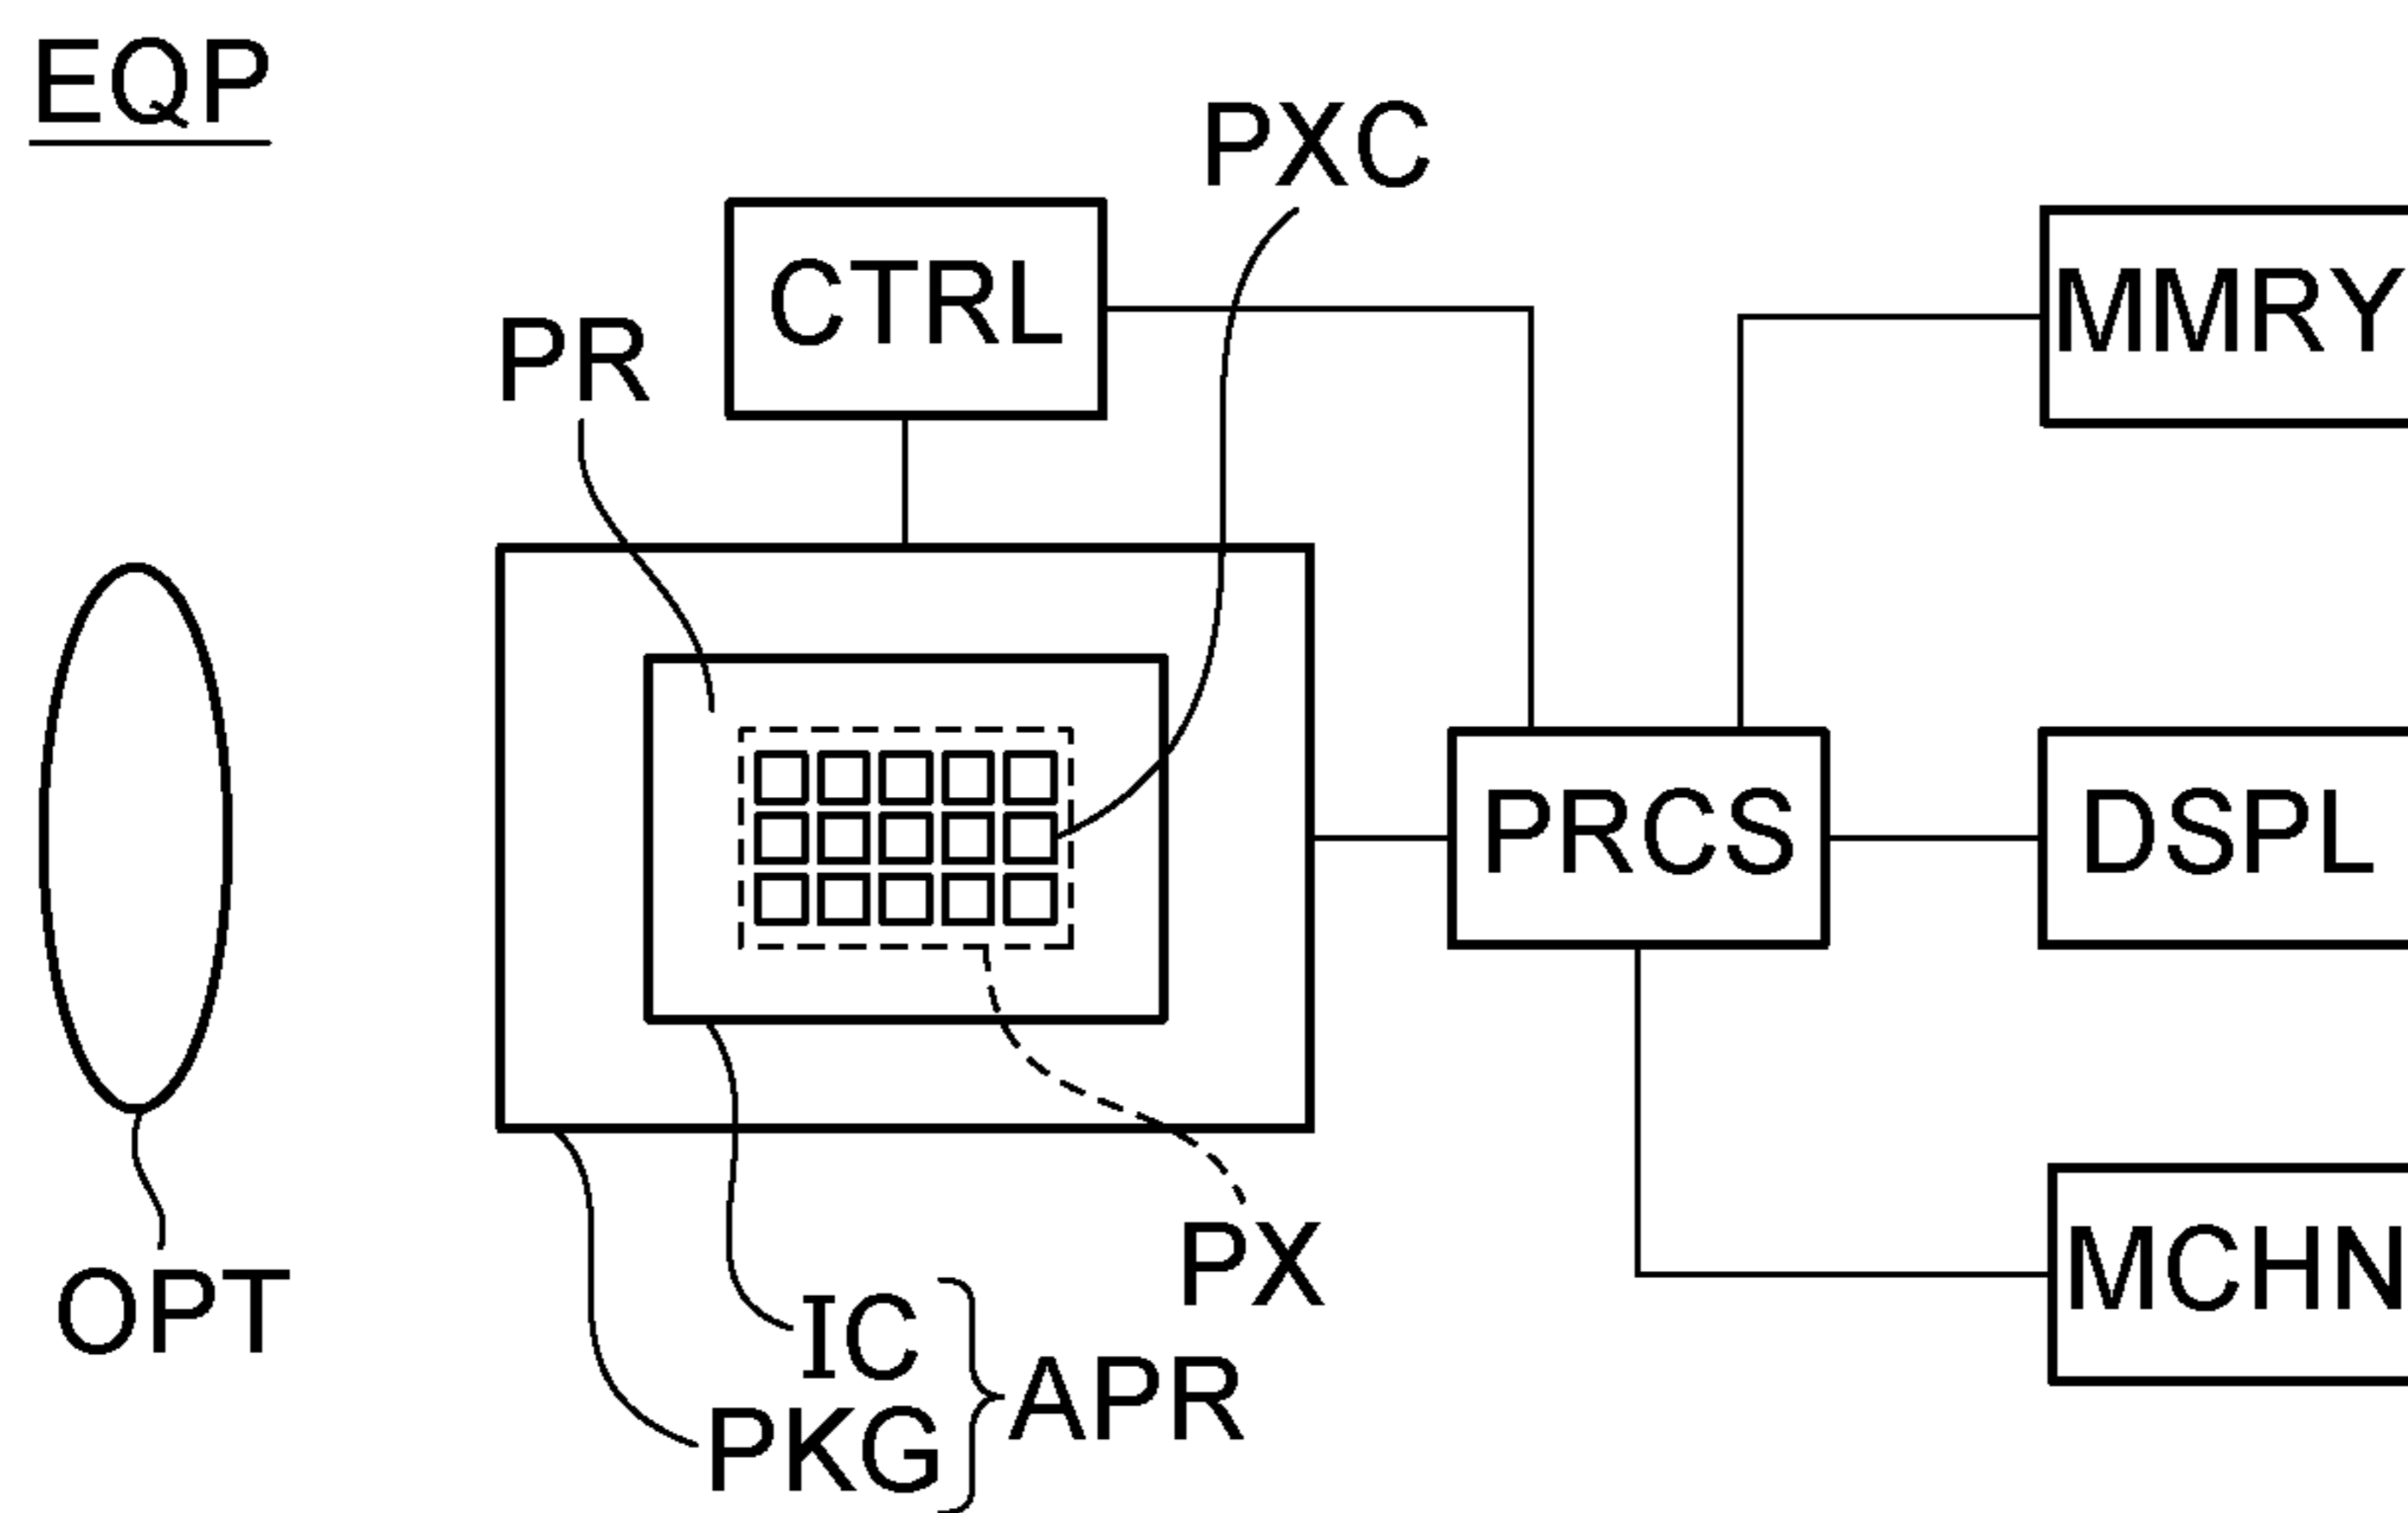 EQP
PXC
CTRL
MMRY
PR
PRCS
DSPL
OPT
PX
MCHN
IC
APR
PKG